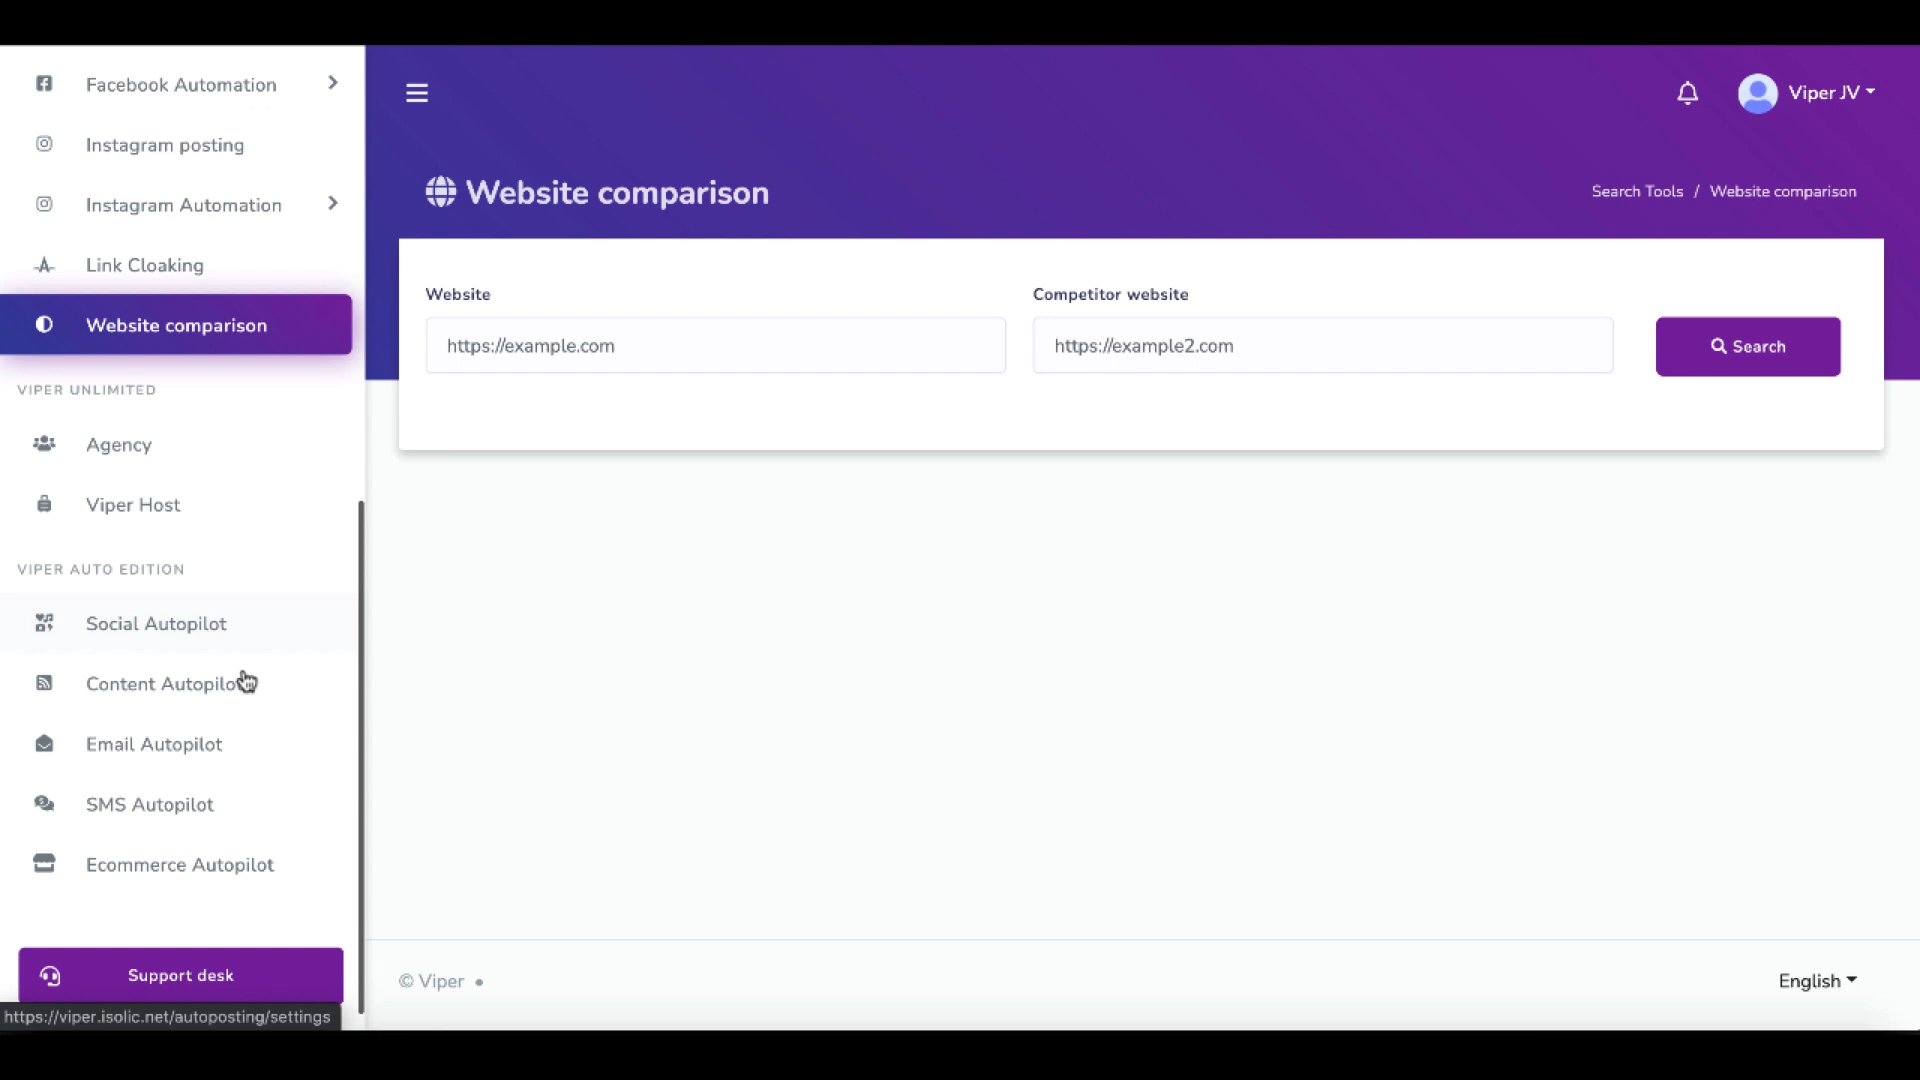 Facebook Automation
Instagram posting
Instagram Automation
Link Cloaking
Website comparison
VIPER UNLIMITED
Agency
Viper Host
VIPER AUTO EDITION
Social Autopilot
Content Autopilo
Email Autopilot
SMS Autopilot
Ecommerce Autopilot
Support desk
https://viper.isolic.net/autoposting/settings
Viper JV
Website comparison
Search Tools / Website comparison
Website
https://example.com
Competitor website
https://example2.com
Search
© Viper •
English